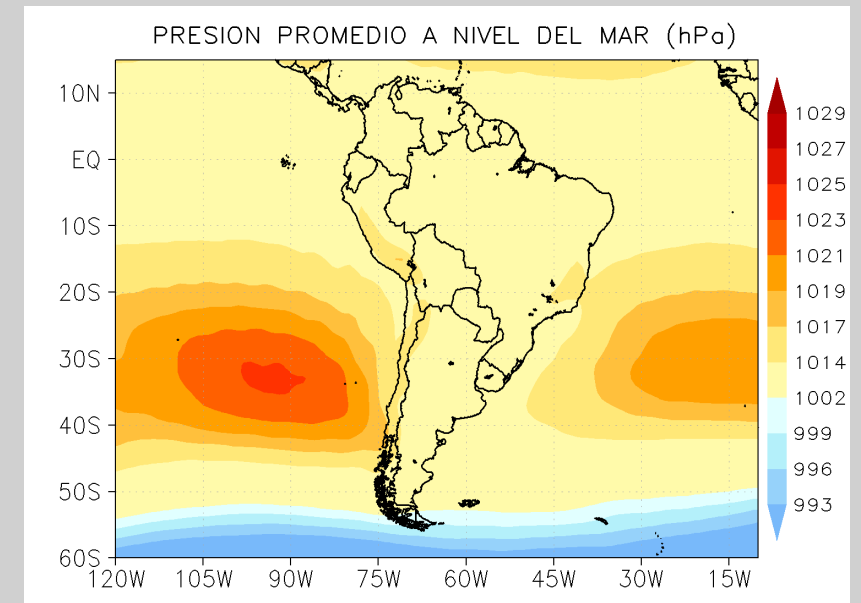 PRESION PROMEDIO A NIVEL DEL MAR (hPa)
10N
EQ
10S
20S
30S
40S
50S
60S
120W 105W 90W 75W 60W 45W 30W 15W
1029
1027
1025
1023
1021
1019
1017
1014
1002
999
996
993